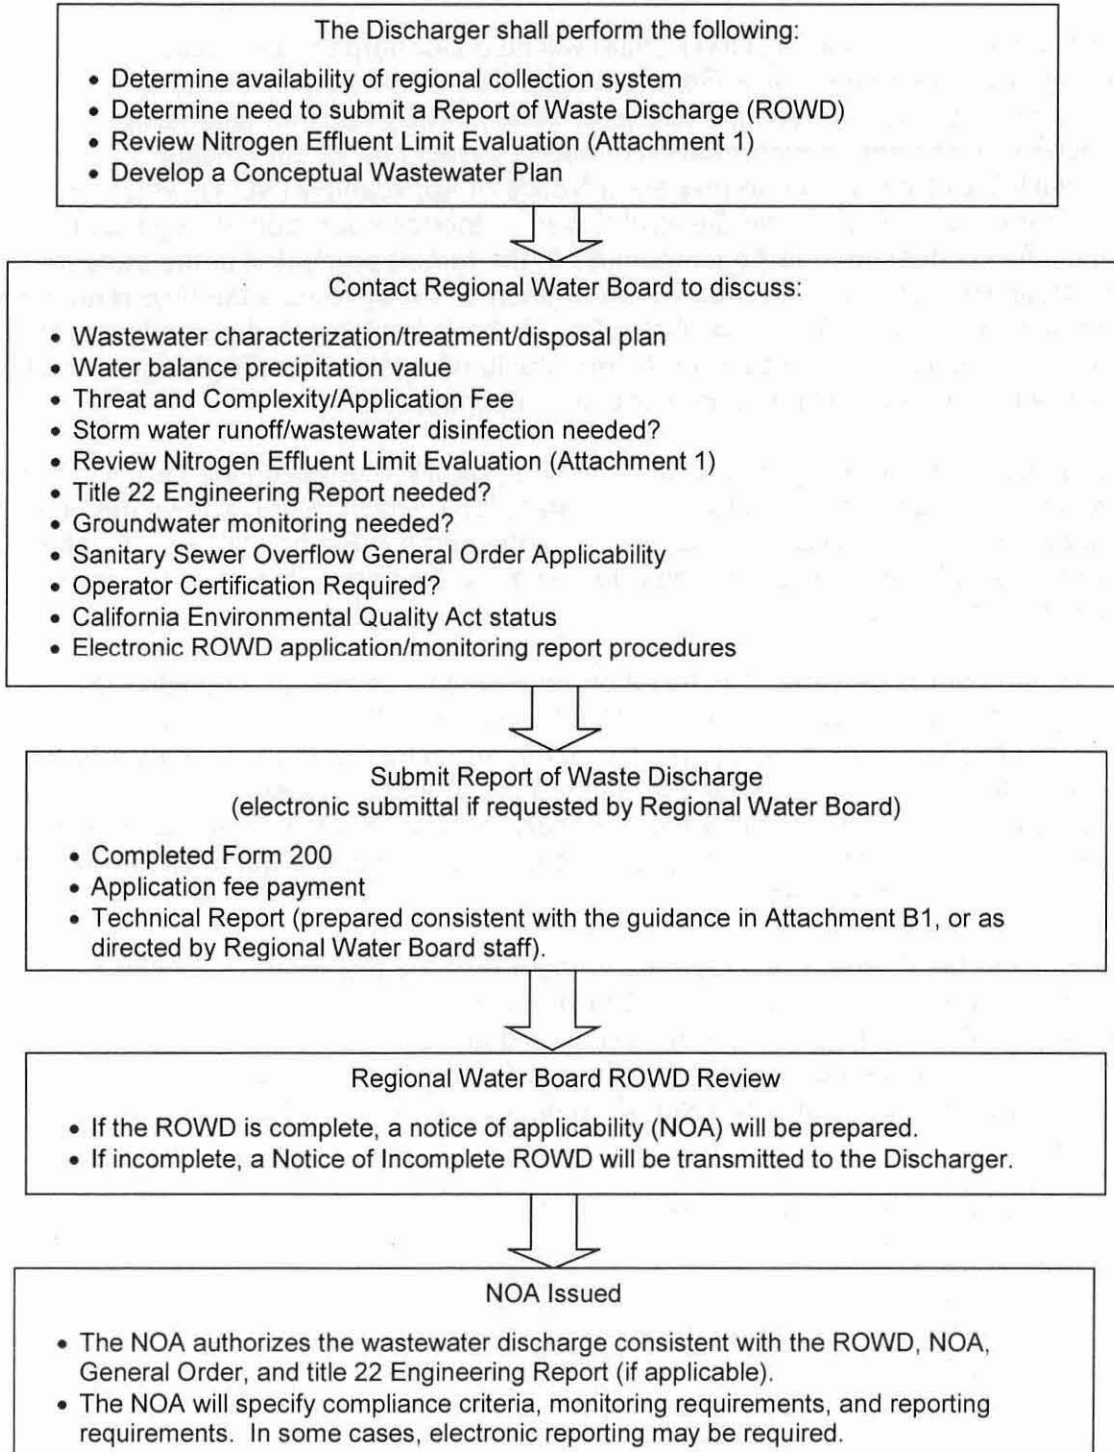 The Discharger shall perform the following:
• Determine availability of regional collection system
• Determine need to submit a Report of Waste Discharge (ROWD)
• Review Nitrogen Effluent Limit Evaluation (Attachment 1)
• Develop a Conceptual Wastewater Plan
Contact Regional Water Board to discuss:
• Wastewater characterization/treatment/disposal plan
• Water balance precipitation value
• Threat and Complexity/Application Fee
• Storm water runoff/wastewater disinfection needed?
• Review Nitrogen Effluent Limit Evaluation (Attachment 1)
• Title 22 Engineering Report needed?
• Groundwater monitoring needed?
• Sanitary Sewer Overflow General Order Applicability
• Operator Certification Required?
• California Environmental Quality Act status
• Electronic ROWD application/monitoring report procedures
Submit Report of Waste Discharge
(electronic submittal if requested by Regional Water Board)
• Completed Form 200
• Application fee payment
• Technical Report (prepared consistent with the guidance in Attachment B1, or as
directed by Regional Water Board staff).
Regional Water Board ROWD Review
• If the ROWD is complete, a notice of applicability (NOA) will be prepared.
• If incomplete, a Notice of Incomplete ROWD will be transmitted to the Discharger.
NOA Issued
• The NOA authorizes the wastewater discharge consistent with the ROWD, NOA,
General Order, and title 22 Engineering Report (if applicable).
• The NOA will specify compliance criteria, monitoring requirements, and reporting
requirements. In some cases, electronic reporting may be required.